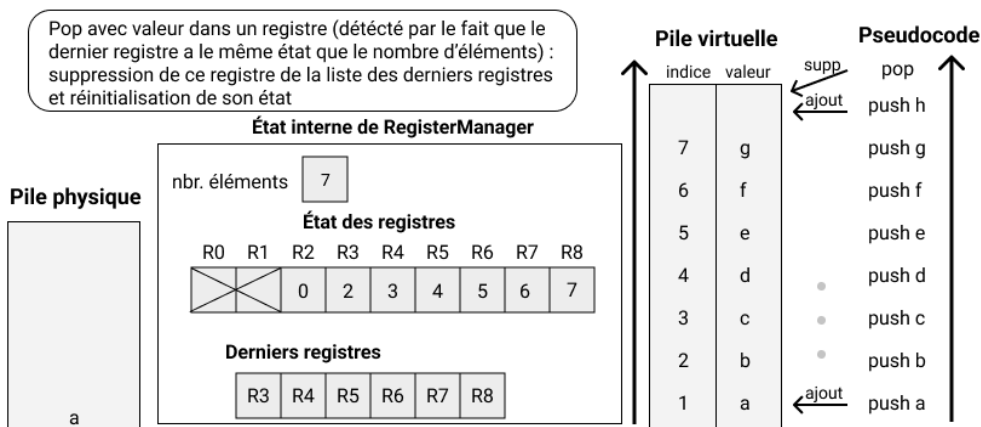 Pop avec valeur dans un registre (détécté par le fait que le
dernier registre a le même état que le nombre d’éléments) :
suppression de ce registre de la liste des derniers registres
et réinitialisation de son état
État interne de RegisterManager
nbr. éléments 7
Pile physique
État des registres
R0 R1 R2 R3 R4 R5 R6 R7 R8
0 2 3 4 5 6 7
Derniers registres
R3 R4 R5 R6 R7 R8
a
Pile virtuelle
indice valeur
7 g
6 f
5 e
4 d
3 c
2 b
1 a
Pseudocode
supp pop
ajout push h
push g
push f
push e
push d
push c
push b
ajout push a